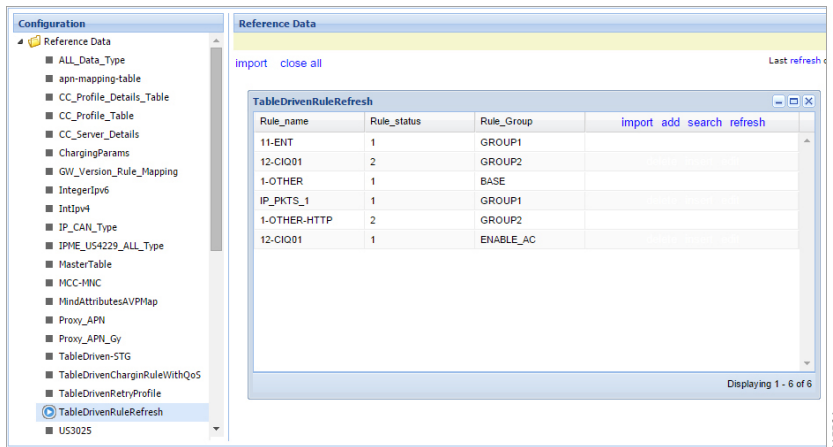 Configuration
Reference Data
ALL_Data_Type
apn-mapping-table
CC_Profile_Details_Table
CC_Profile_Table
CC_Server_Details
ChargingParams
GW_Version_Rule_Mapping
IntegerIpv6
IntIpv4
IP_CAN_Type
IPME_US4229_ALL_Type
MasterTable
MCC-MNC
MindAttributesAVPMap
Proxy_APN
Proxy_APN_Gy
TableDriven-STG
TableDrivenCharginRuleWithQoS
TableDrivenRetryProfile
TableDrivenRuleRefresh
US3025
Reference Data
import close all
Last refresh
TableDrivenRuleRefresh
Rule_name Rule_status Rule_Group import add search refresh
11-ENT 1 GROUP1
12-CIQ01 2 GROUP2
1-OTHER 1 BASE
IP_PKTS_1 1 GROUP1
1-OTHER-HTTP 2 GROUP2
12-CIQ01 1 ENABLE_AC
Displaying 1 - 6 of 6